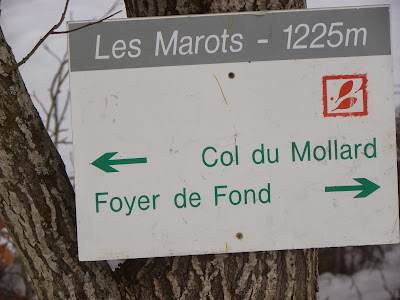 Les Marots - 1225m
Col du Mollard
Foyer de Fond